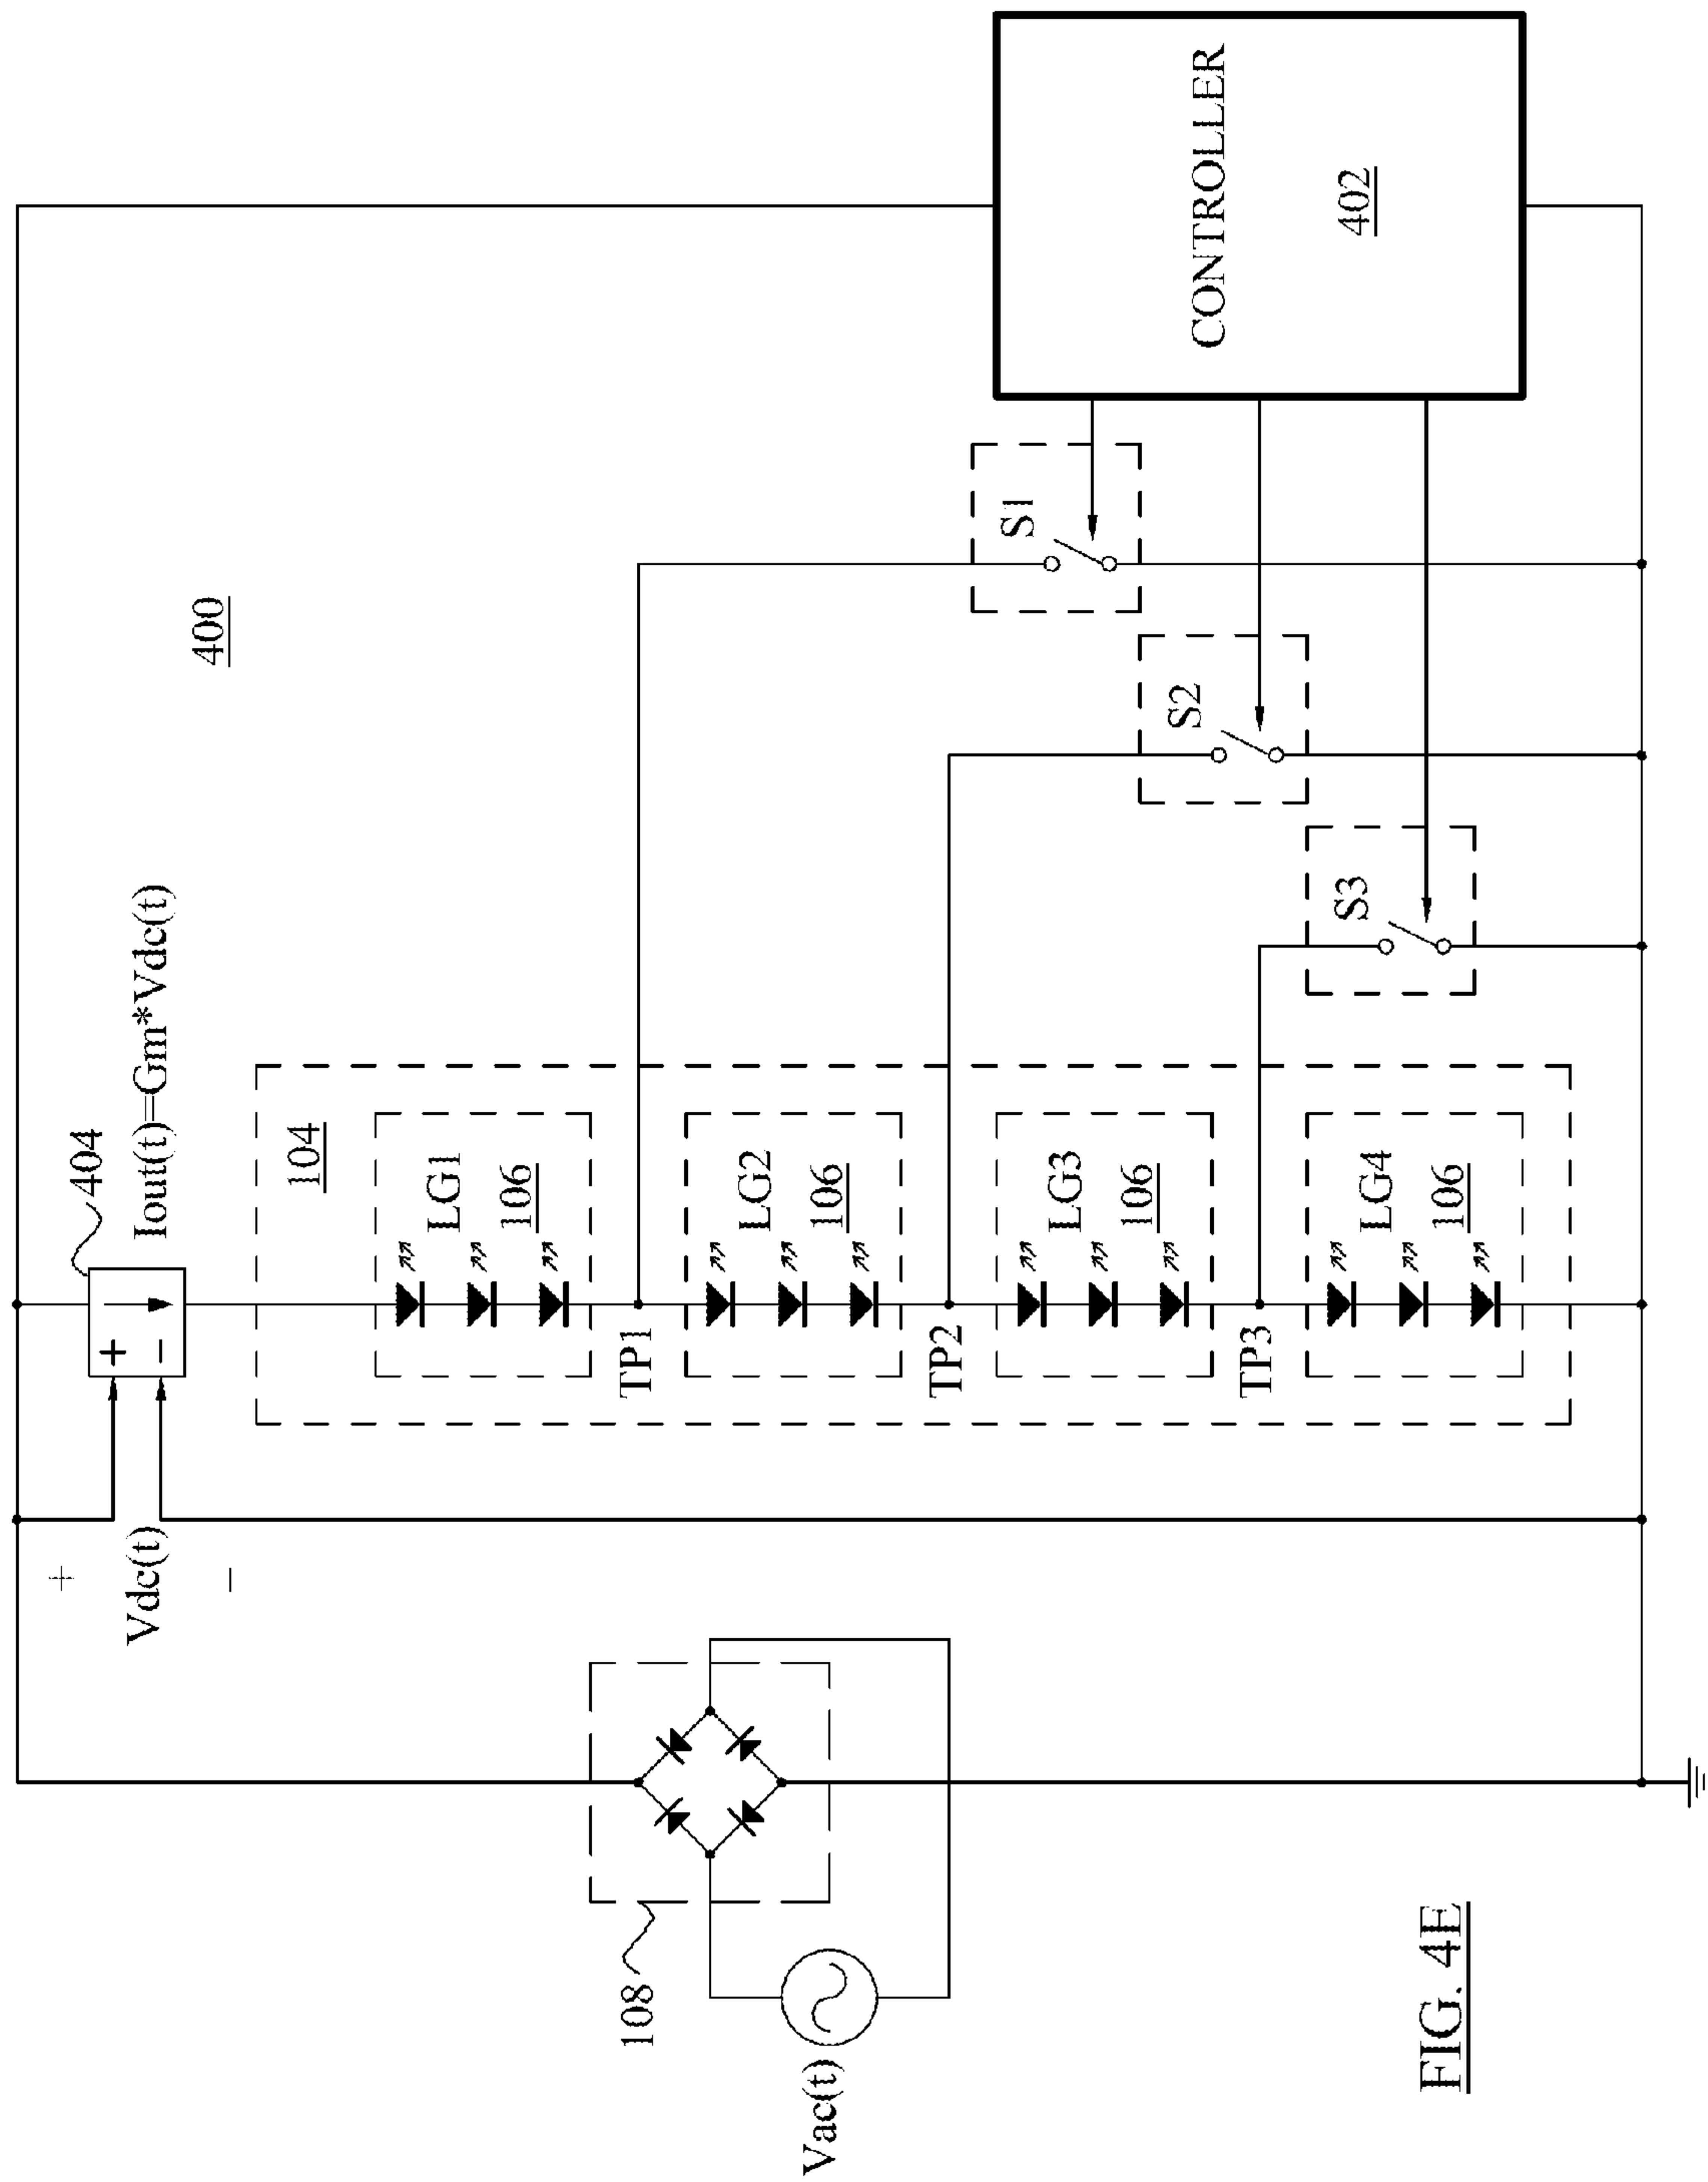 400
404
Iout(t)=Gm*Vdc(t)
+
Vdc(t)
−
+
−
104
LG1
106
TP1
LG2
106
TP2
LG3
106
TP3
LG4
106
S1
S2
S3
CONTROLLER
402
108
Vac(t)
FIG. 4E